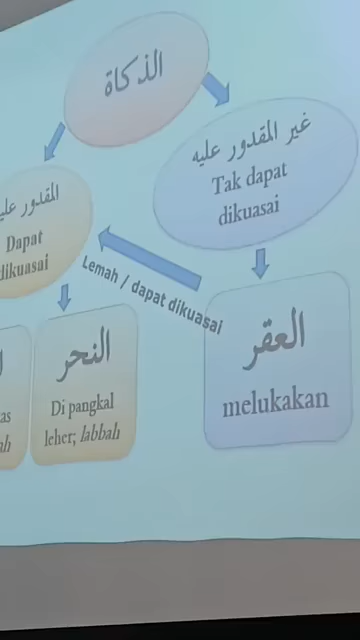 الذكاة
غير المقدور عليه
Tak dapat
dikuasai
المقدور
Dapat
dikuasai
Lemah / dapat dikuasai
النحر
Di pangkal
leher; labbah
العقر
melukakan